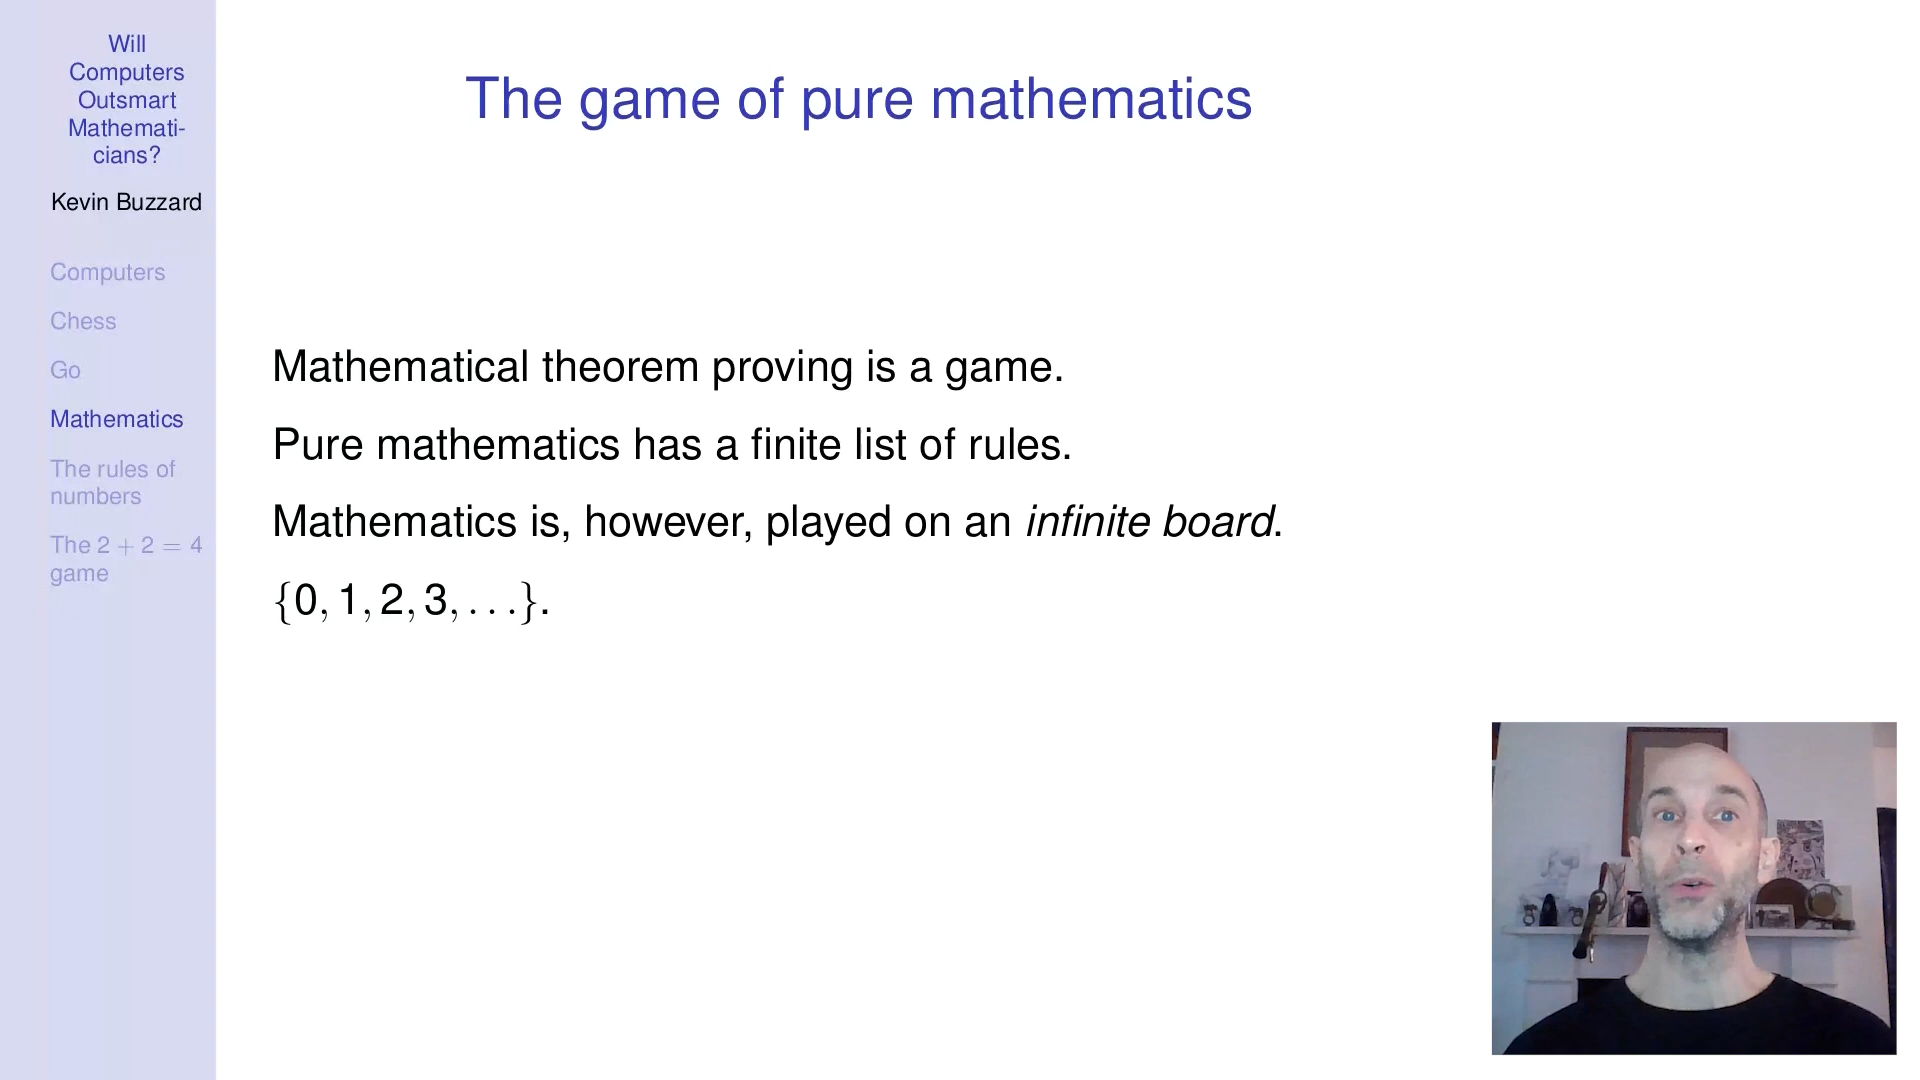 Will
Computers
Outsmart
Mathemati-
cians?
Kevin Buzzard
Computers
Chess
Go
Mathematics
The rules of
numbers
The 2 + 2 = 4
game
The game of pure mathematics
Mathematical theorem proving is a game.
Pure mathematics has a finite list of rules.
Mathematics is, however, played on an infinite board.
{0, 1, 2, 3, . . .}.